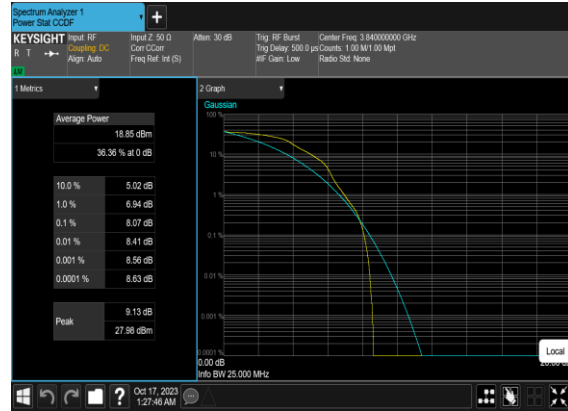 Spectrum Analyzer 1
Power Stat CCDF
KEYSIGHT
R T
LM
Input: RF
Coupling: DC
Align: Auto
Input Z: 50 Ω
Corr CCorr
Freq Ref: Int (S)
Atten: 30 dB
Trig: RF Burst
Trig Delay: 500.0 µs
#IF Gain: Low
Center Freq: 3.840000000 GHz
Counts: 1.00 M/1.00 Mpt
Radio Std: None
1 Metrics
Average Power
18.85 dBm
36.36 % at 0 dB
10.0 % 5.02 dB
1.0 % 6.94 dB
0.1 % 8.07 dB
0.01 % 8.41 dB
0.001 % 8.56 dB
0.0001 % 8.63 dB
Peak
9.13 dB
27.98 dBm
2 Graph
Gaussian
100 %
10 %
1 %
0.1 %
0.01 %
0.001 %
0.0001 %
0.00 dB
Info BW 25.000 MHz
Local
Oct 17, 2023
1:27:46 AM